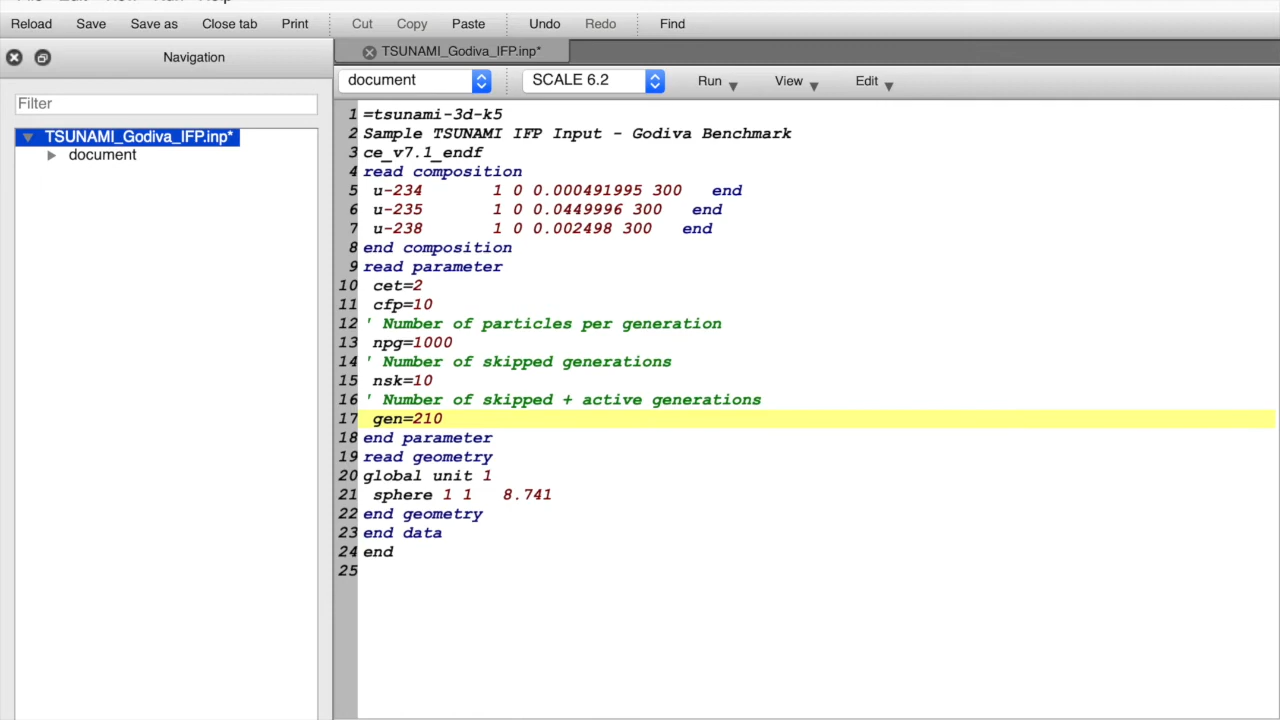 Reload Save Save as Close tab Print Cut Copy Paste Undo Redo Find
Navigation
TSUNAMI_Godiva_IFP.inp*
document SCALE 6.2 Run View Edit
Filter
TSUNAMI_Godiva_IFP.inp*
document
1 =tsunami-3d-k5
2 Sample TSUNAMI IFP Input - Godiva Benchmark
3 ce_v7.1_endf
4 read composition
5 u-234 1 0 0.000491995 300 end
6 u-235 1 0 0.0449996 300 end
7 u-238 1 0 0.002498 300 end
8 end composition
9 read parameter
10 cet=2
11 cfp=10
12 ' Number of particles per generation
13 npg=1000
14 ' Number of skipped generations
15 nsk=10
16 ' Number of skipped + active generations
17 gen=210
18 end parameter
19 read geometry
20 global unit 1
21 sphere 1 1 8.741
22 end geometry
23 end data
24 end
25